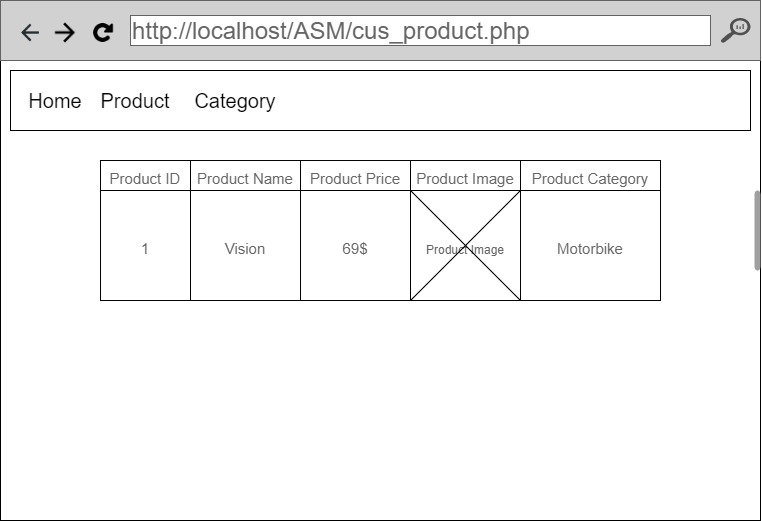 http://localhost/ASM/cus_product.php
Home Product Category
Product ID Product Name Product Price Product Image Product Category
1 Vision 69$ Product Image Motorbike